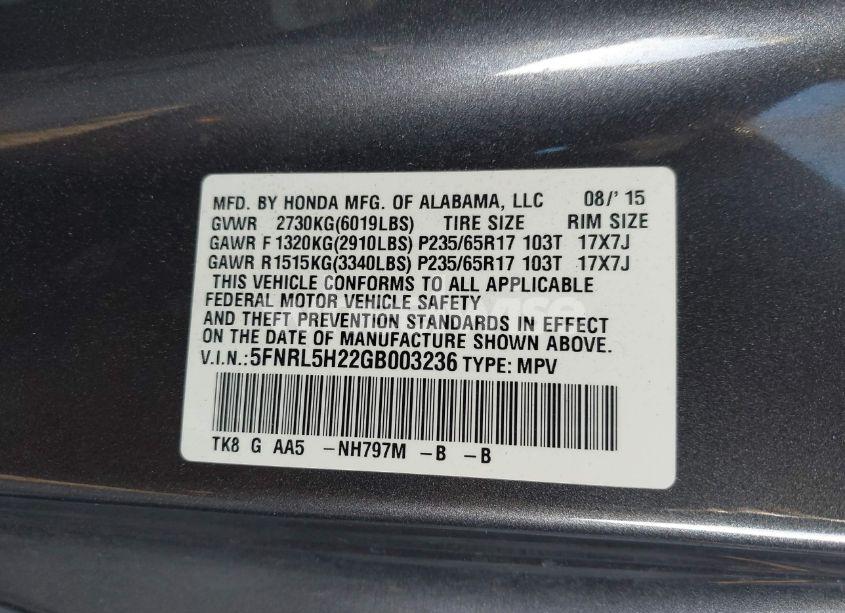 MFD. BY HONDA MFG. OF ALABAMA, LLC 08/' 15
GVWR 2730KG(6019LBS) TIRE SIZE RIM SIZE
GAWR F 1320KG(2910LBS) P235/65R17 103T 17X7J
GAWR R1515KG(3340LBS) P235/65R17 103T 17X7J
THIS VEHICLE CONFORMS TO ALL APPLICABLE
FEDERAL MOTOR VEHICLE SAFETY
AND THEFT PREVENTION STANDARDS IN EFFECT
ON THE DATE OF MANUFACTURE SHOWN ABOVE.
V.I.N.:5FNRL5H22GB003236 TYPE: MPV
TK8 G AA5 -NH797M -B -B